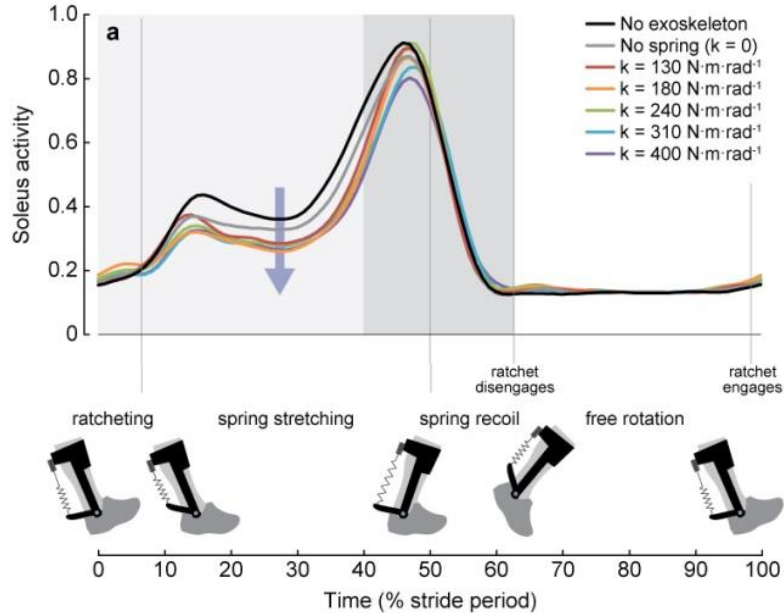 a
1.0
0.8
0.6
0.4
0.2
0
Soleus activity
No exoskeleton
No spring (k = 0)
k = 130 N·m·rad⁻¹
k = 180 N·m·rad⁻¹
k = 240 N·m·rad⁻¹
k = 310 N·m·rad⁻¹
k = 400 N·m·rad⁻¹
ratchet
disengages
ratchet
engages
ratcheting
spring stretching
spring recoil
free rotation
0 10 20 30 40 50 60 70 80 90 100
Time (% stride period)